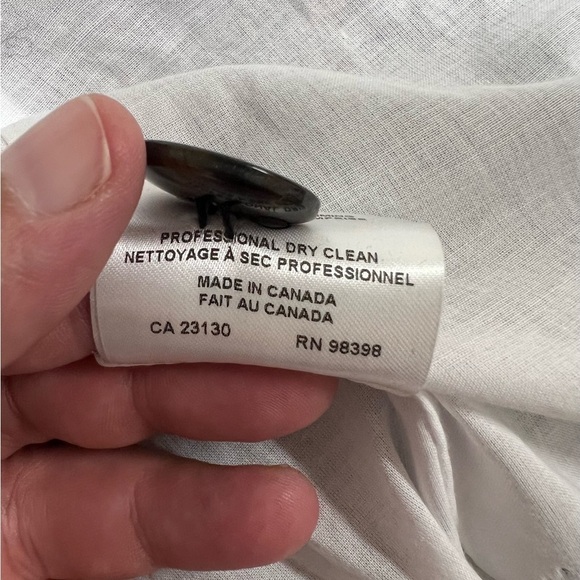 PROFESSIONAL DRY CLEAN
NETTOYAGE À SEC PROFESSIONNEL
MADE IN CANADA
FAIT AU CANADA
CA 23130 RN 98398